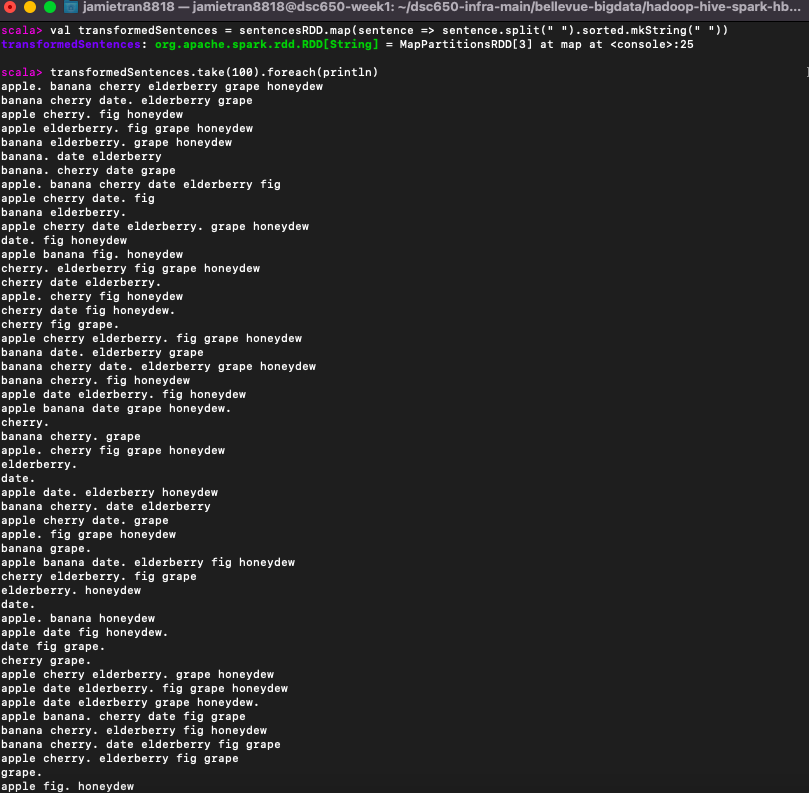 jamietran8818 — jamietran8818@dsc650-week1: ~/dsc650-infra-main/bellevue-bigdata/hadoop-hive-spark-hb...
scala> val transformedSentences = sentencesRDD.map(sentence => sentence.split(" ").sorted.mkString(" "))
transformedSentences: org.apache.spark.rdd.RDD[String] = MapPartitionsRDD[3] at map at <console>:25
scala> transformedSentences.take(100).foreach(println)
apple. banana cherry elderberry grape honeydew
banana cherry date. elderberry grape
apple cherry. fig honeydew
apple elderberry. fig grape honeydew
banana elderberry. grape honeydew
banana. date elderberry
banana. cherry date grape
apple. banana cherry date elderberry fig
apple cherry date. fig
banana elderberry.
apple cherry date elderberry. grape honeydew
date. fig honeydew
apple banana fig. honeydew
cherry. elderberry fig grape honeydew
cherry date elderberry.
apple. cherry fig honeydew
cherry date fig honeydew.
cherry fig grape.
apple cherry elderberry. fig grape honeydew
banana date. elderberry grape
banana cherry date. elderberry grape honeydew
banana cherry. fig honeydew
apple date elderberry. fig honeydew
apple banana date grape honeydew.
cherry.
banana cherry. grape
apple. cherry fig grape honeydew
elderberry.
date.
apple date. elderberry honeydew
banana cherry. date elderberry
apple cherry date. grape
apple. fig grape honeydew
banana grape.
apple banana date. elderberry fig honeydew
cherry elderberry. fig grape
elderberry. honeydew
date.
apple. banana honeydew
apple date fig honeydew.
date fig grape.
cherry grape.
apple cherry elderberry. grape honeydew
apple date elderberry. fig grape honeydew
apple date elderberry grape honeydew.
apple banana. cherry date fig grape
banana cherry. elderberry fig honeydew
banana cherry. date elderberry fig grape
apple cherry. elderberry fig grape
grape.
apple fig. honeydew